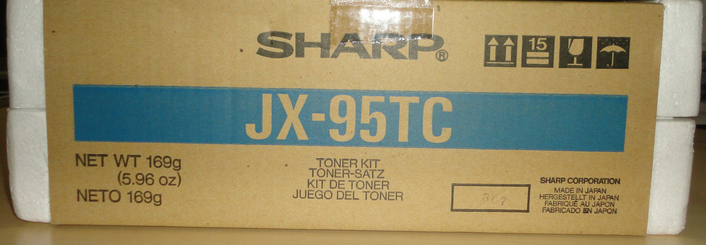 SHARP®
15
JX-95TC
NET WT 169g
(5.96 oz)
NETO 169g
TONER KIT
TONER-SATZ
KIT DE TONER
JUEGO DEL TONER
SHARP CORPORATION
MADE IN JAPAN
HERGESTELLT IN JAPAN
FABRIQUÉ AU JAPON
FABRICADO EN JAPON